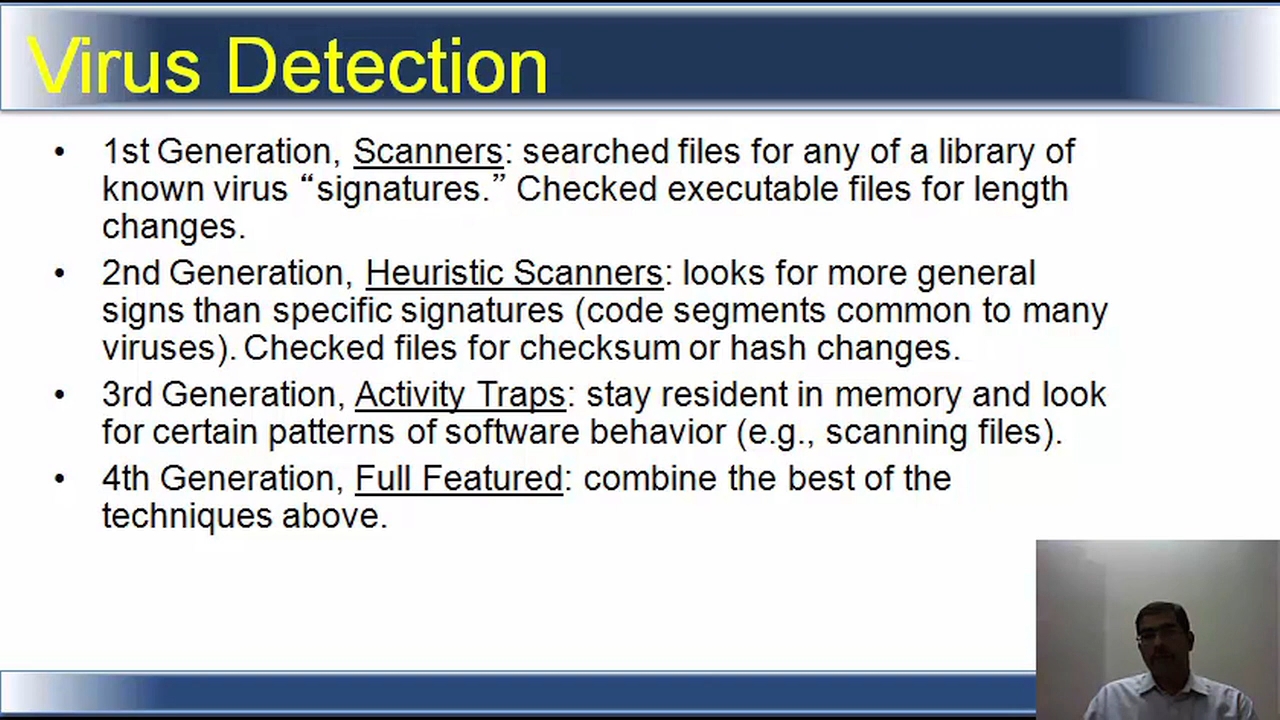 Virus Detection
• 1st Generation, Scanners: searched files for any of a library of
known virus “signatures.” Checked executable files for length
changes.
• 2nd Generation, Heuristic Scanners: looks for more general
signs than specific signatures (code segments common to many
viruses). Checked files for checksum or hash changes.
• 3rd Generation, Activity Traps: stay resident in memory and look
for certain patterns of software behavior (e.g., scanning files).
• 4th Generation, Full Featured: combine the best of the
techniques above.